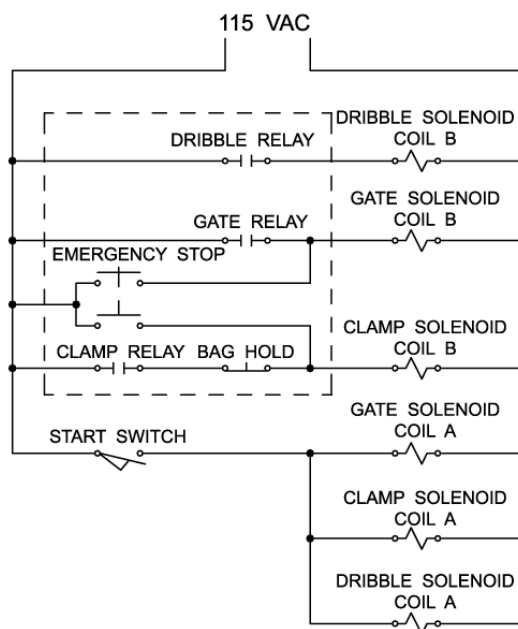 115 VAC
DRIBBLE SOLENOID
COIL B
DRIBBLE RELAY
GATE SOLENOID
COIL B
GATE RELAY
EMERGENCY STOP
CLAMP SOLENOID
COIL B
CLAMP RELAY
BAG HOLD
GATE SOLENOID
COIL A
START SWITCH
CLAMP SOLENOID
COIL A
DRIBBLE SOLENOID
COIL A